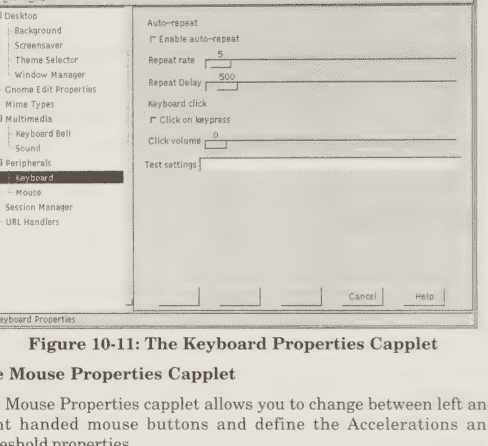 Desktop
Background
Screensaver
Theme Selector
Window Manager
Gnome Edit Properties
Mime Types
Multimedia
Keyboard Bell
Sound
Peripherals
Keyboard
Mouse
Session Manager
URL Handlers
Auto-repeat
Enable auto-repeat
5
Repeat rate
500
Repeat Delay
Keyboard click
Click on keypress
0
Click volume
Test settings
Cancel Help
eyboard Properties
Figure 10-11: The Keyboard Properties Capplet
e Mouse Properties Capplet
Mouse Properties capplet allows you to change between left an
nt handed mouse buttons and define the Accelerations an
eshold properties